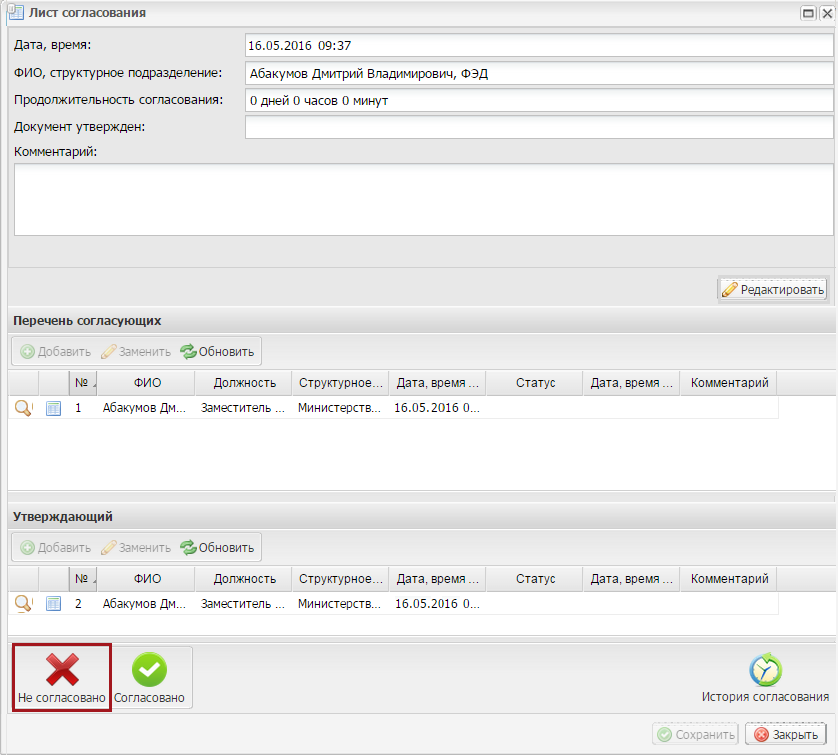 Лист согласования
Дата, время: 16.05.2016 09:37
ФИО, структурное подразделение: Абакумов Дмитрий Владимирович, ФЭД
Продолжительность согласования: 0 дней 0 часов 0 минут
Документ утвержден:
Комментарий:
Редактировать
Перечень согласующих
Добавить Заменить Обновить
№ ФИО Должность Структурное... Дата, время ... Статус Дата, время ... Комментарий
1 Абакумов Дм... Заместитель ... Министерств... 16.05.2016 0...
Утверждающий
Добавить Заменить Обновить
№ ФИО Должность Структурное... Дата, время ... Статус Дата, время ... Комментарий
2 Абакумов Дм... Заместитель ... Министерств... 16.05.2016 0...
Не согласовано Согласовано История согласования
Сохранить Закрыть